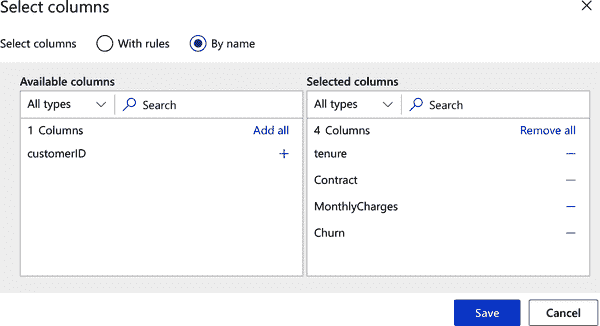 Select columns
Select columns With rules By name
Available columns
All types Search
1 Columns Add all
customerID
Selected columns
All types Search
4 Columns Remove all
tenure
Contract
MonthlyCharges
Churn
Save Cancel